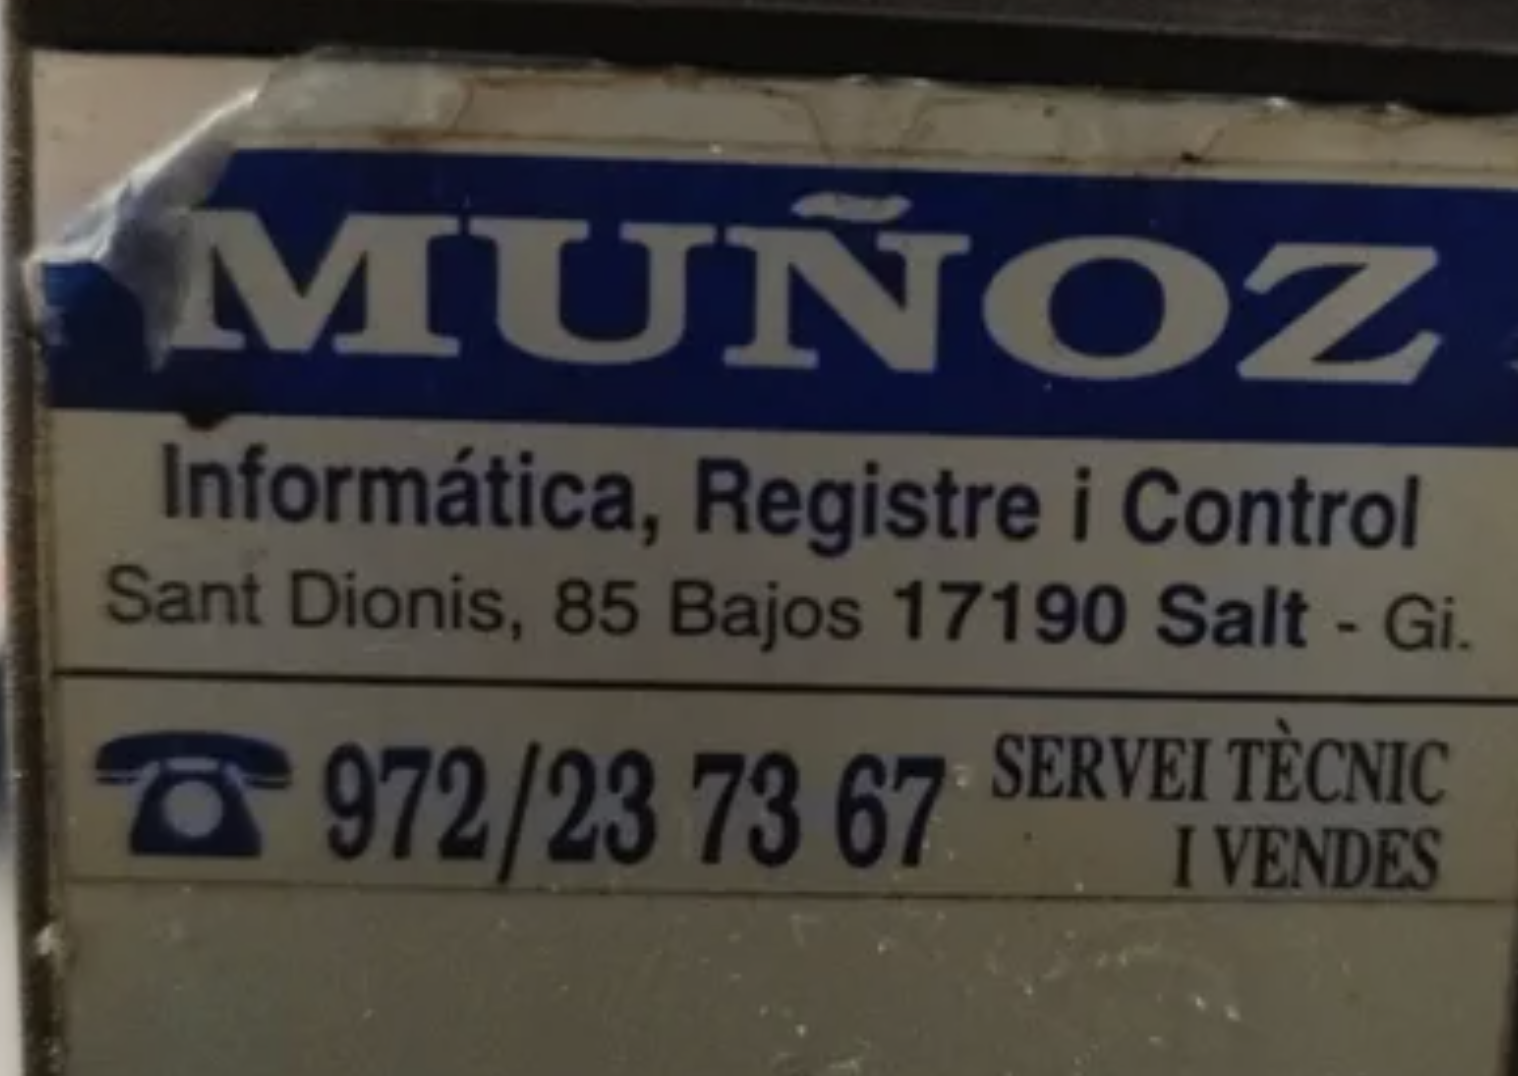 MUÑOZ
Informática, Registre i Control
Sant Dionis, 85 Bajos 17190 Salt - Gi.
972/23 73 67
SERVEI TÈCNIC
I VENDES